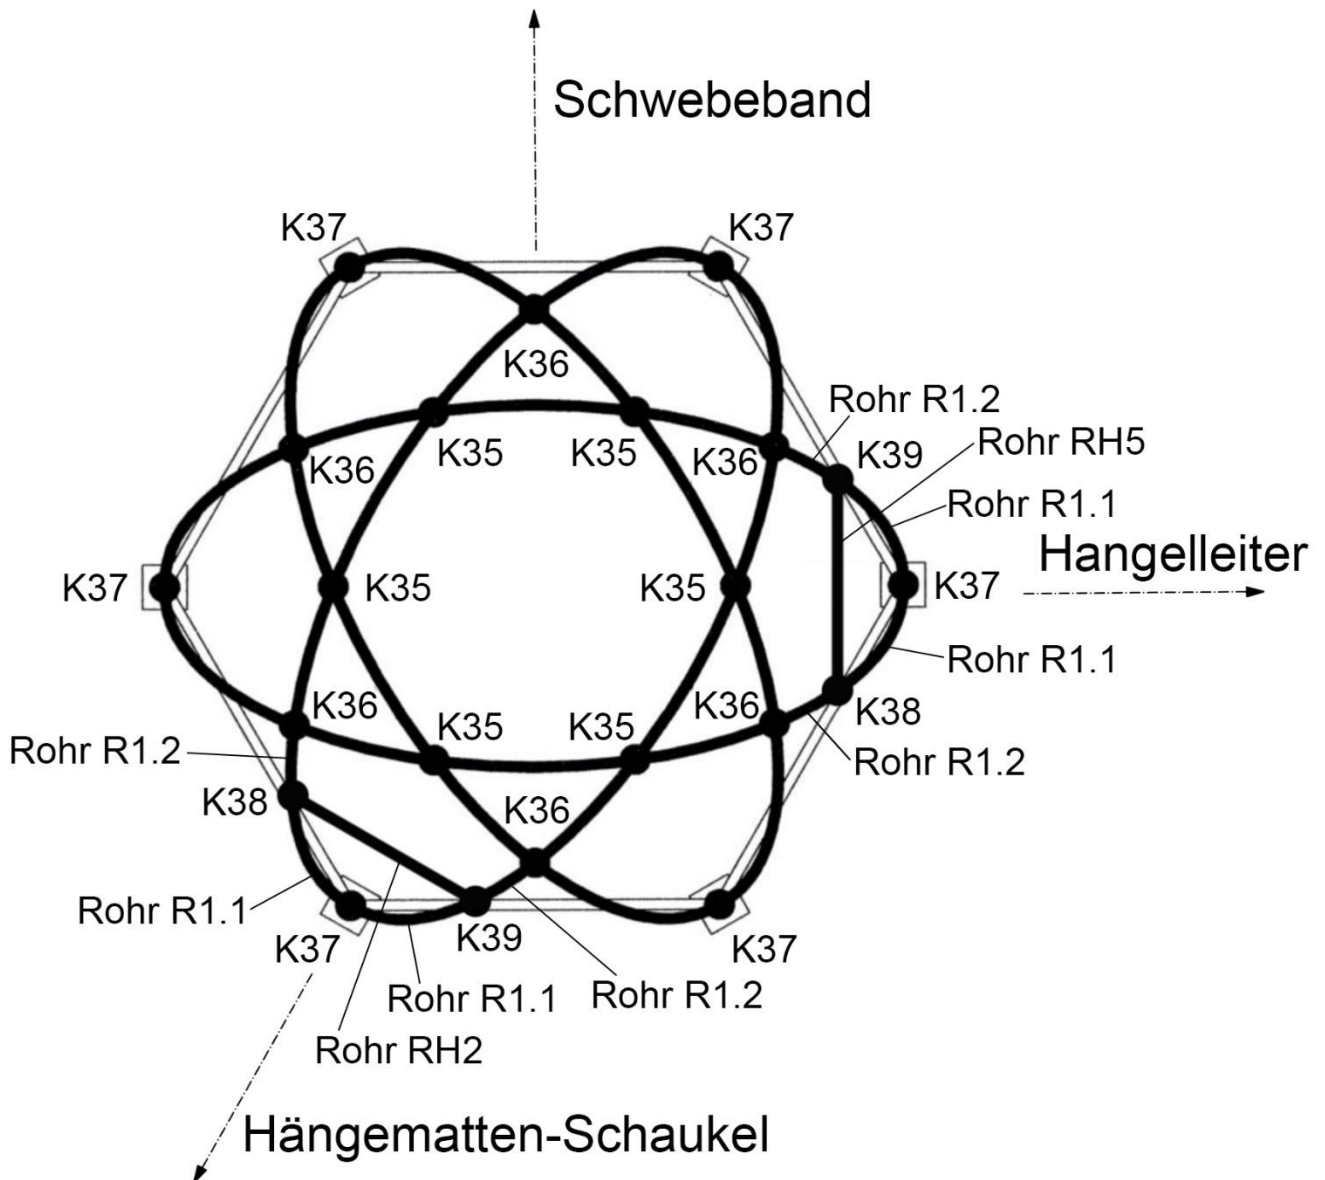 Schwebeband
K37
K37
K36
Rohr R1.2
Rohr RH5
K39
K36
K35
K35
K36
Rohr R1.1
Hangelleiter
K37
K35
K35
K37
Rohr R1.1
K36
K35
K35
K36
K38
Rohr R1.2
Rohr R1.2
K38
K36
Rohr R1.1
K37
K39
K37
Rohr R1.1
Rohr R1.2
Rohr RH2
Hängematten-Schaukel